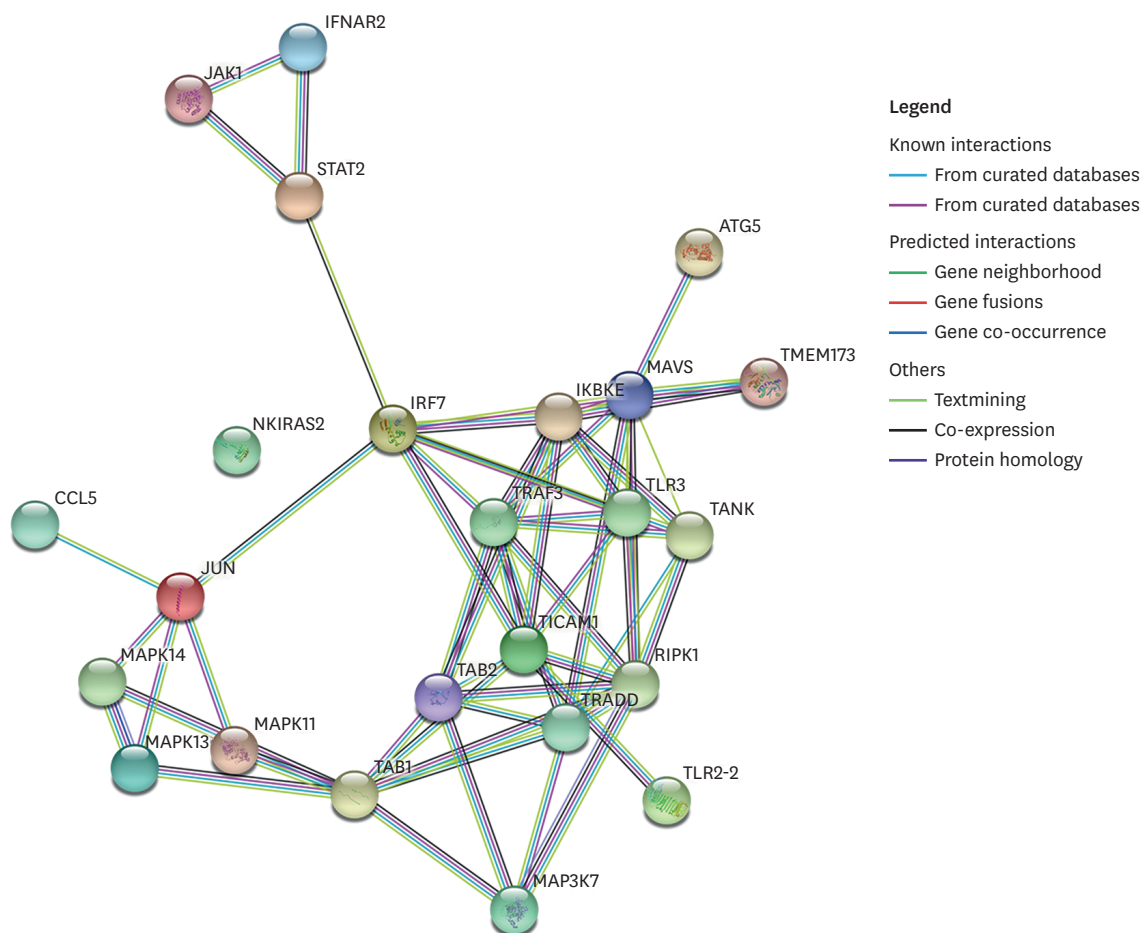 IFNAR2
JAK1
STAT2
ATG5
TMEM173
MAVS
IKBKE
IRF7
NKIRAS2
CCL5
TRAF3
TLR3
TANK
JUN
TICAM1
MAPK14
TAB2
RIPK1
TRADD
MAPK11
MAPK13
TAB1
TLR2-2
MAP3K7
Legend
Known interactions
From curated databases
From curated databases
Predicted interactions
Gene neighborhood
Gene fusions
Gene co-occurrence
Others
Textmining
Co-expression
Protein homology